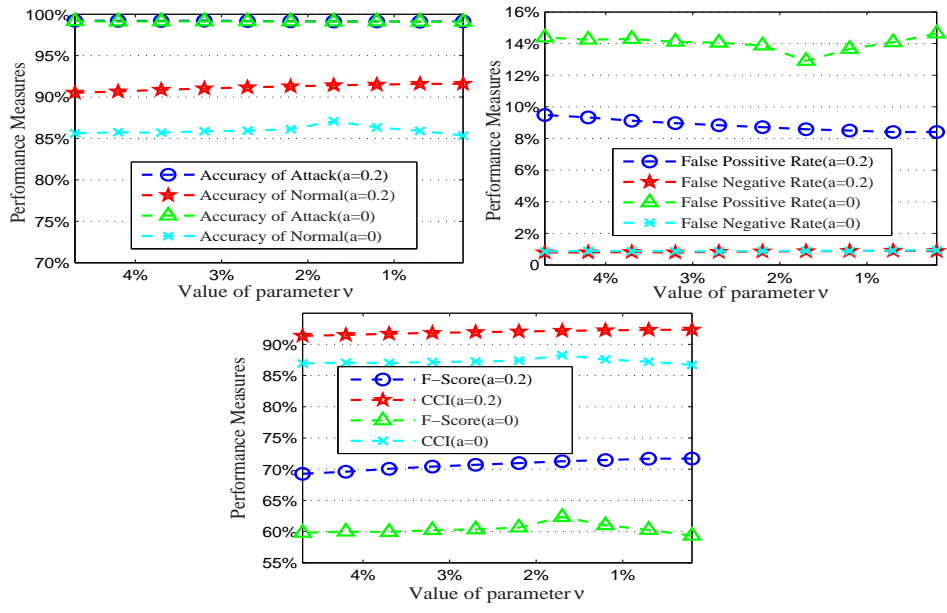 100%
95%
90%
85%
80%
75%
70%
Performance Measures
Accuracy of Attack(a=0.2)
Accuracy of Normal(a=0.2)
Accuracy of Attack(a=0)
Accuracy of Normal(a=0)
4%
3%
2%
1%
Value of parameter ν
16%
14%
12%
10%
8%
6%
4%
2%
0
Performance Measures
False Possitive Rate(a=0.2)
False Negative Rate(a=0.2)
False Possitive Rate(a=0)
False Negative Rate(a=0)
4%
3%
2%
1%
Value of parameter ν
90%
85%
80%
75%
70%
65%
60%
55%
Performance Measures
F−Score(a=0.2)
CCI(a=0.2)
F−Score(a=0)
CCI(a=0)
4%
3%
2%
1%
Value of parameter ν